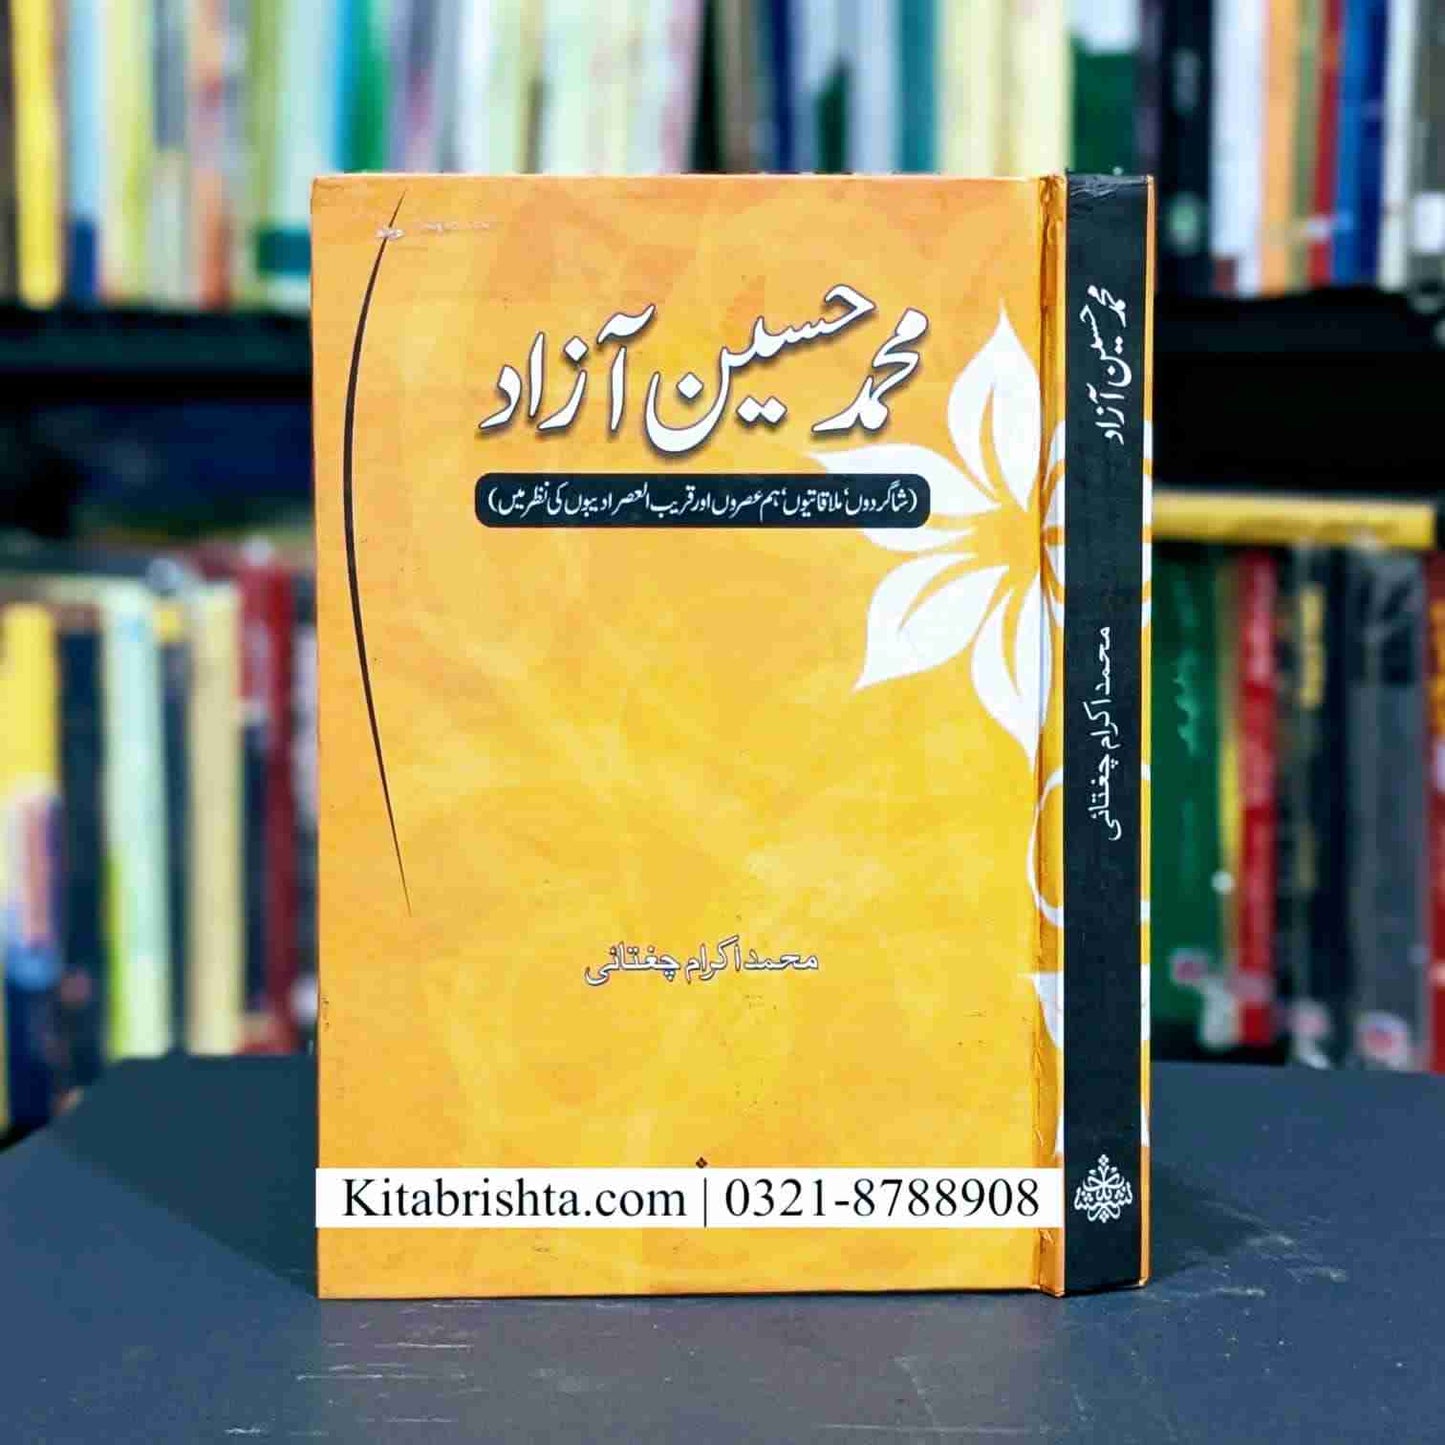 محمد حسین آزاد
(شاگردوں، ملاقاتیوں، ہم عصروں اور قریب العصر ادیبوں کی نظر میں)
محمد اکرام چغتائی
Kitabrishta.com | 0321-8788908
محمد حسین آزاد
محمد اکرام چغتائی